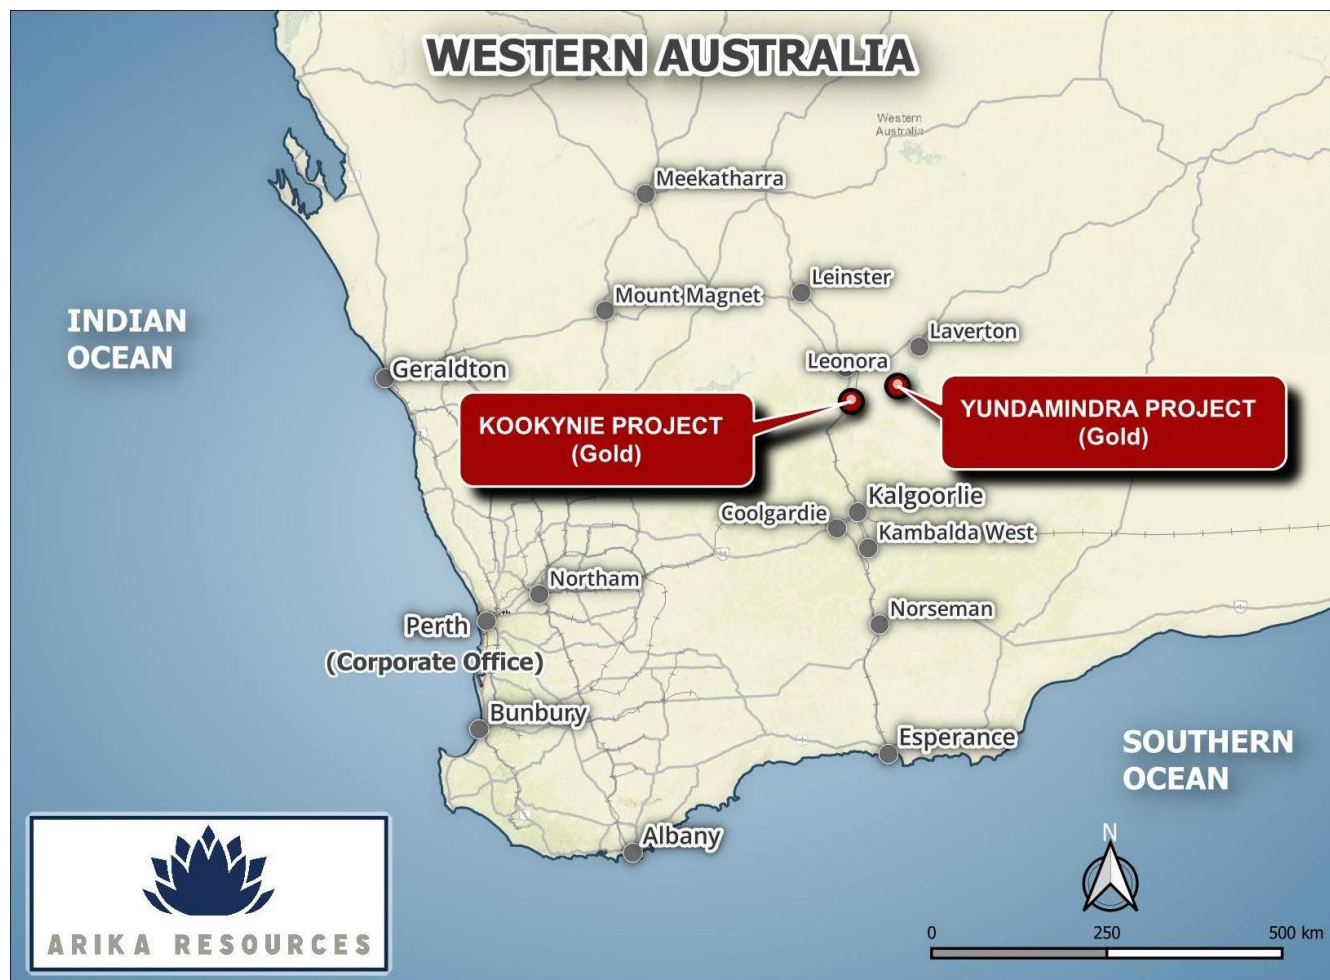 WESTERN AUSTRALIA
Western
Australia
Meekatharra
Leinster
Mount Magnet
INDIAN
OCEAN
Laverton
Leonora
Geraldton
KOOKYNIE PROJECT
(Gold)
YUNDAMINDRA PROJECT
(Gold)
Kalgoorlie
Coolgardie
Kambalda West
Northam
Norseman
Perth
(Corporate Office)
Bunbury
Esperance
SOUTHERN
OCEAN
Albany
N
0 250 500 km
ARIKA RESOURCES